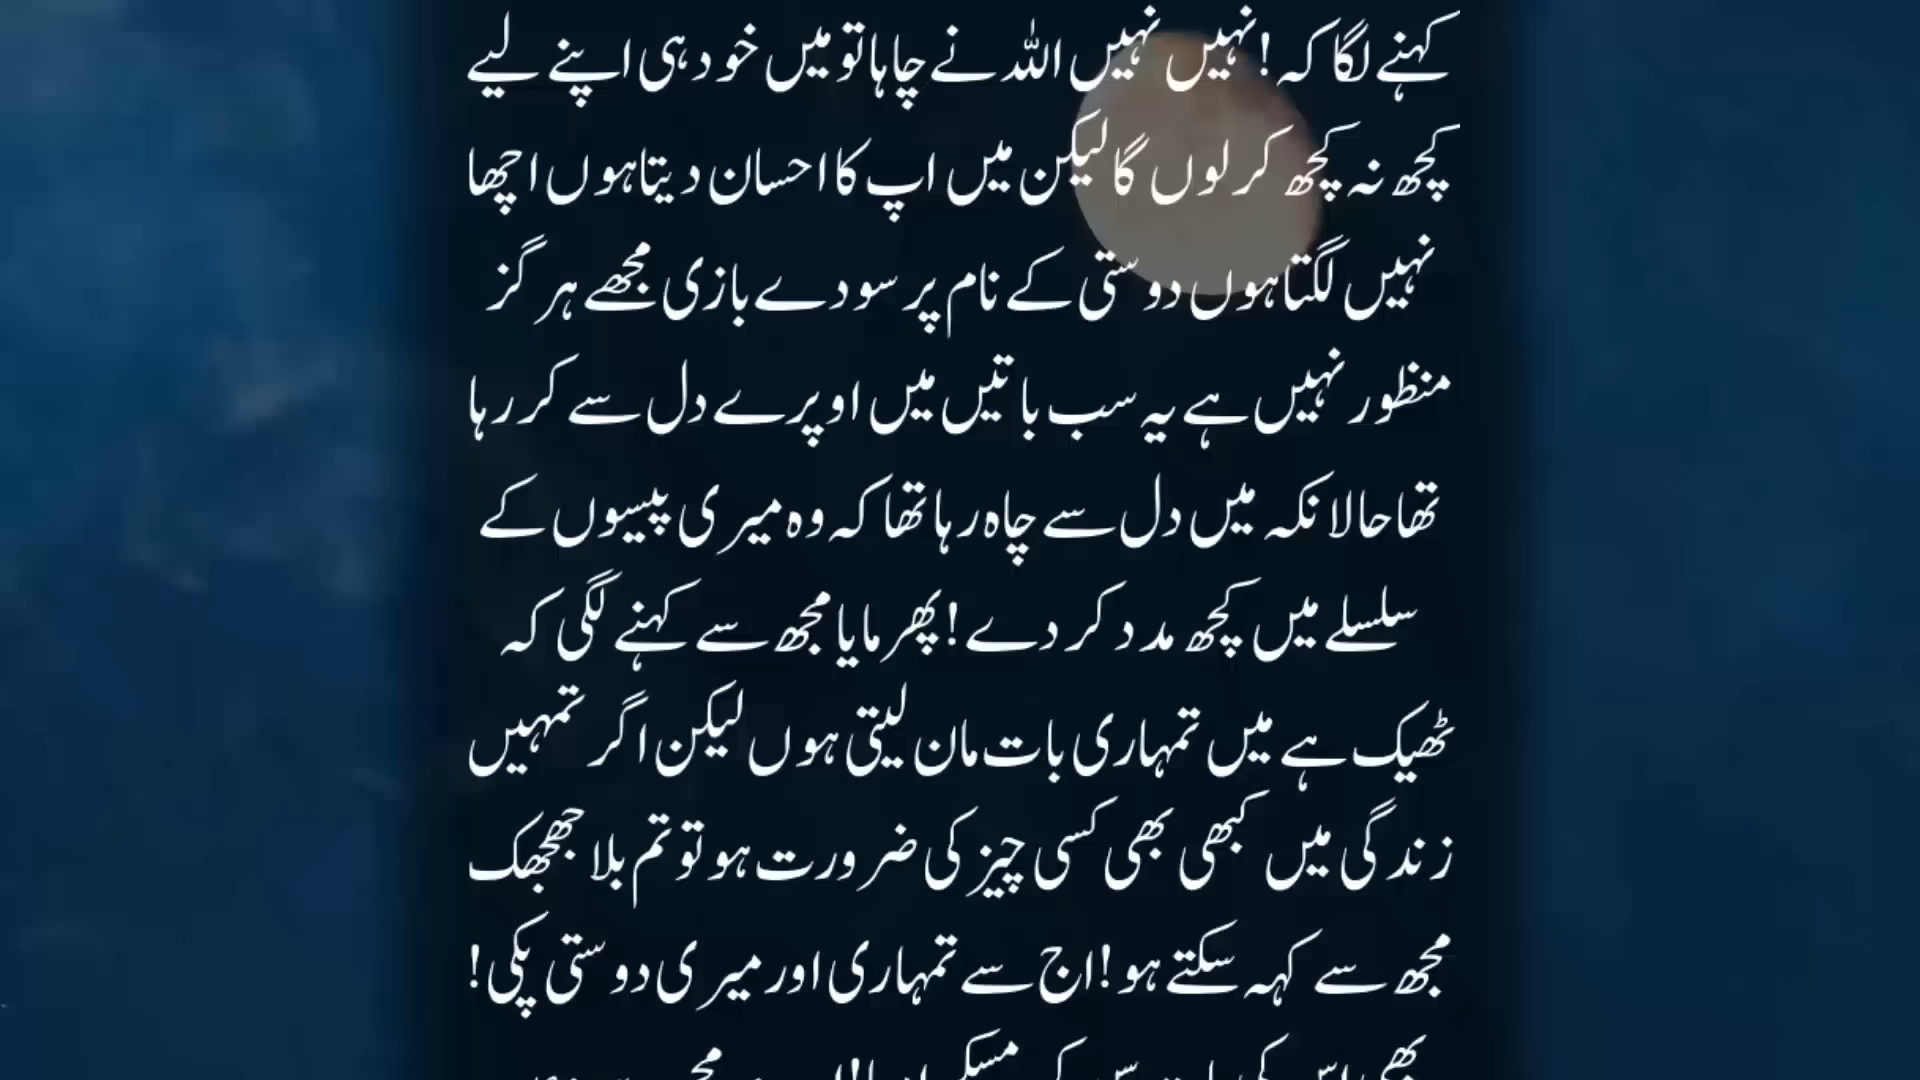 کہنے لگا کہ! نہیں نہیں اللہ نے چاہا تو میں خود ہی اپنے لیے
کچھ نہ کچھ کر لوں گا لیکن میں اپ کا احسان دیتا ہوں اچھا
نہیں لگتا ہوں دوستی کے نام پر سودے بازی مجھے ہر گز
منظور نہیں ہے یہ سب باتیں میں اوپرے دل سے کر رہا
تھا حالانکہ میں دل سے چاہ رہا تھا کہ وہ میری پیسوں کے
سلسلے میں کچھ مدد کر دے! پھر مایا مجھ سے کہنے لگی کہ
ٹھیک ہے میں تمہاری بات مان لیتی ہوں لیکن اگر تمہیں
زندگی میں کبھی بھی کسی چیز کی ضرورت ہو تو تم بلا جھجھک
مجھ سے کہہ سکتے ہو! اج سے تمہاری اور میری دوستی پکی!